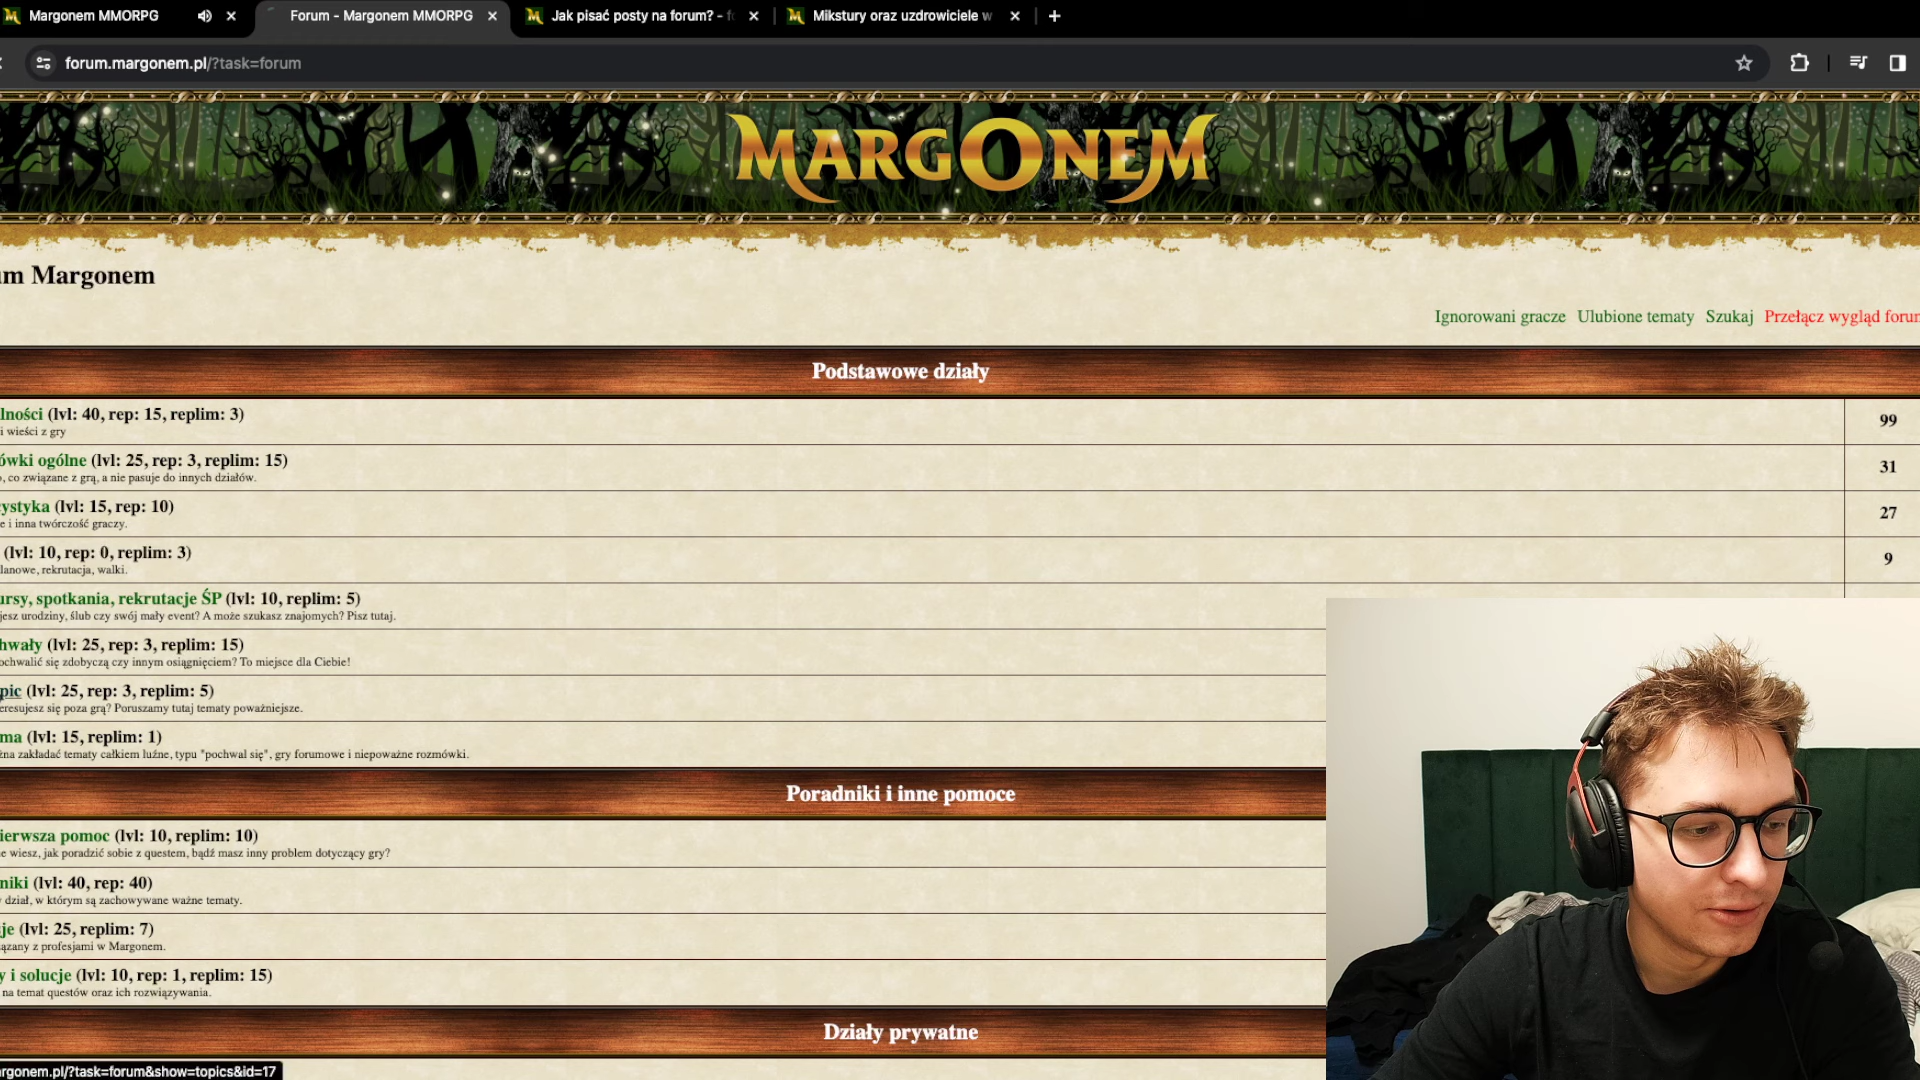 Margonem MMORPG
Forum - Margonem MMORPG
Jak pisać posty na forum? - fo
Mikstury oraz uzdrowiciele w
forum.margonem.pl/?task=forum
MARGONEM
um Margonem
Ignorowani gracze Ulubione tematy Szukaj Przełącz wygląd forum
Podstawowe działy
lności (lvl: 40, rep: 15, replim: 3)
i wieści z gry
99
ówki ogólne (lvl: 25, rep: 3, replim: 15)
, co związane z grą, a nie pasuje do innych działów.
31
ystyka (lvl: 15, rep: 10)
e i inna twórczość graczy.
27
(lvl: 10, rep: 0, replim: 3)
lanowe, rekrutacja, walki.
9
ursy, spotkania, rekrutacje ŚP (lvl: 10, replim: 5)
jesz urodziny, ślub czy swój mały event? A może szukasz znajomych? Pisz tutaj.
hwały (lvl: 25, rep: 3, replim: 15)
ochwalić się zdobyczą czy innym osiągnięciem? To miejsce dla Ciebie!
pic (lvl: 25, rep: 3, replim: 5)
eresujesz się poza grą? Poruszamy tutaj tematy poważniejsze.
ma (lvl: 15, replim: 1)
żna zakładać tematy całkiem luźne, typu "pochwal się", gry forumowe i niepoważne rozmówki.
Poradniki i inne pomoce
ierwsza pomoc (lvl: 10, replim: 10)
e wiesz, jak poradzić sobie z questem, bądź masz inny problem dotyczący gry?
niki (lvl: 40, rep: 40)
dział, w którym są zachowywane ważne tematy.
je (lvl: 25, replim: 7)
iązany z profesjami w Margonem.
y i solucje (lvl: 10, rep: 1, replim: 15)
na temat questów oraz ich rozwiązywania.
Działy prywatne
rgonem.pl/?task=forum&show=topics&id=17